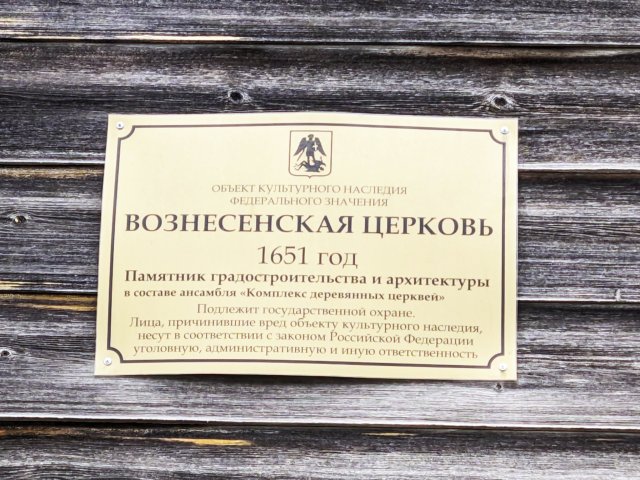 ОБЪЕКТ КУЛЬТУРНОГО НАСЛЕДИЯ
ФЕДЕРАЛЬНОГО ЗНАЧЕНИЯ
ВОЗНЕСЕНСКАЯ ЦЕРКОВЬ
1651 год
Памятник градостроительства и архитектуры
в составе ансамбля «Комплекс деревянных церквей»
Подлежит государственной охране.
Лица, причинившие вред объекту культурного наследия,
несут в соответствии с законом Российской Федерации
уголовную, административную и иную ответственность